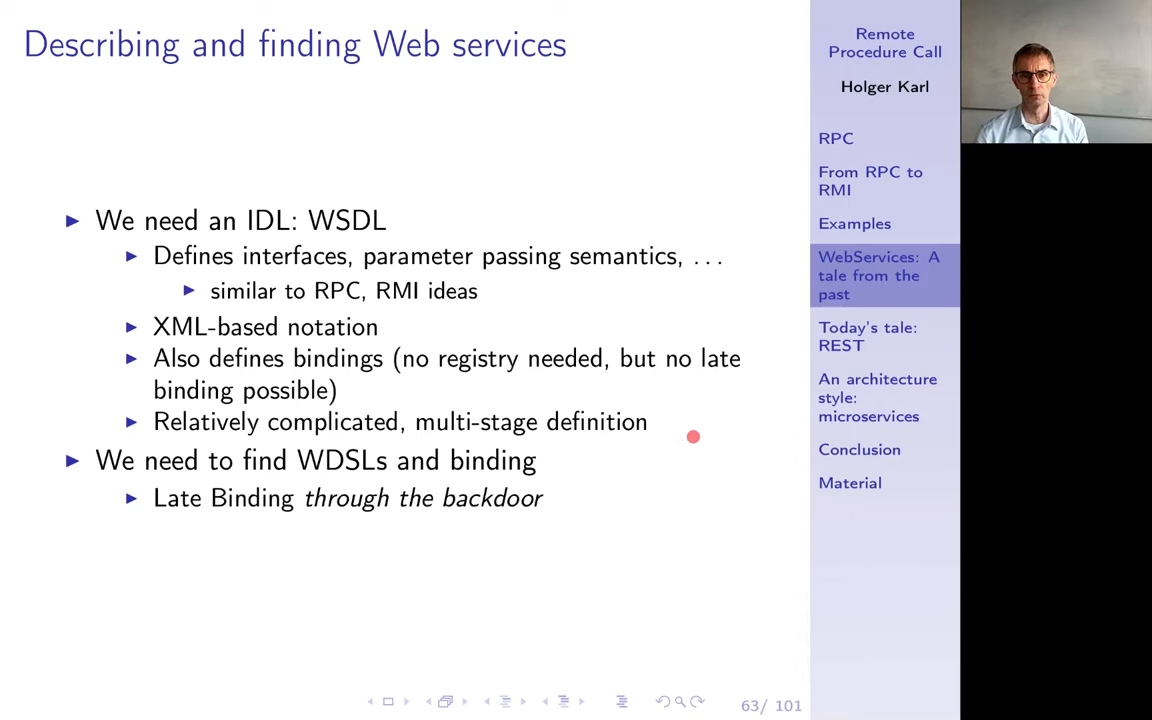 Describing and finding Web services
We need an IDL: WSDL
Defines interfaces, parameter passing semantics, ...
similar to RPC, RMI ideas
XML-based notation
Also defines bindings (no registry needed, but no late
binding possible)
Relatively complicated, multi-stage definition
We need to find WDSLs and binding
Late Binding through the backdoor
63/ 101
Remote
Procedure Call
Holger Karl
RPC
From RPC to
RMI
Examples
WebServices: A
tale from the
past
Today's tale:
REST
An architecture
style:
microservices
Conclusion
Material